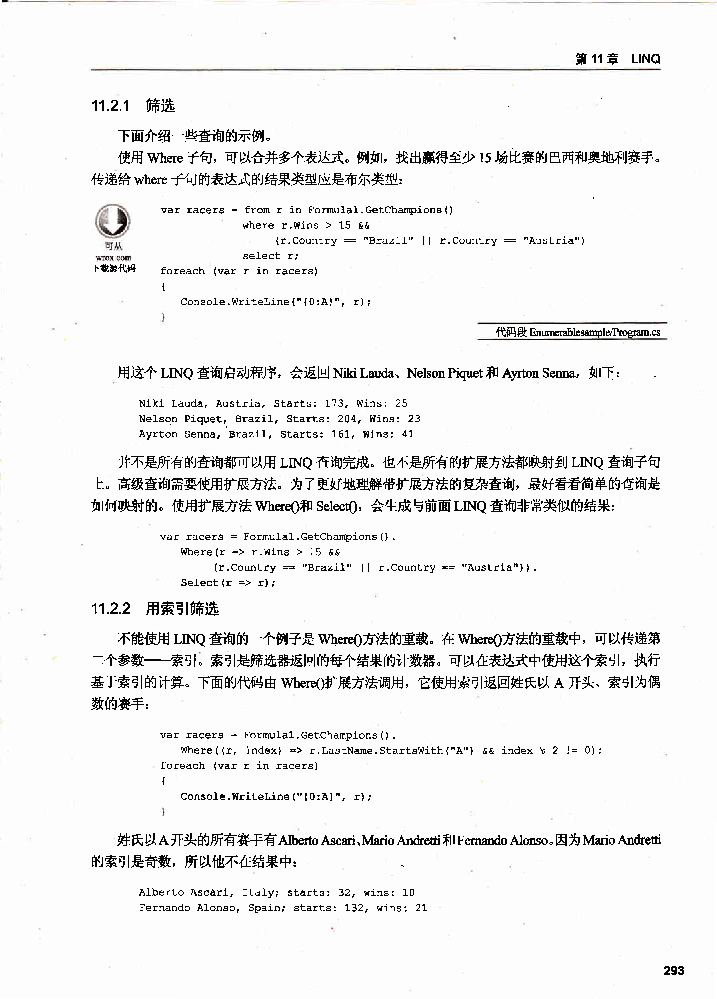 第 11 章 LINQ
11.2.1 筛选
下面介绍一些查询的示例。
使用 Where 子句，可以合并多个表达式。例如，找出赢得至少 15 场比赛的巴西和奥地利赛手。
传递给 where 子句的表达式的结果类型应是布尔类型：
var racers = from r in Formula1.GetChampions()
where r.Wins > 15 &&
(r.Country == "Brazil" || r.Country == "Austria")
select r;
可从
wrox.com
下载源代码
foreach (var r in racers)
{
Console.WriteLine("{0:A}", r);
}
代码段 Enumerablesample/Program.cs
用这个 LINQ 查询启动程序，会返回 Niki Lauda、Nelson Piquet 和 Ayrton Senna，如下：
Niki Lauda, Austria, Starts: 173, Wins: 25
Nelson Piquet, Brazil, Starts: 204, Wins: 23
Ayrton Senna, Brazil, Starts: 161, Wins: 41
并不是所有的查询都可以用 LINQ 查询完成。也不是所有的扩展方法都映射到 LINQ 查询子句
上。高级查询需要使用扩展方法。为了更好地理解带扩展方法的复杂查询，最好看看简单的查询是
如何映射的。使用扩展方法 Where()和 Select()，会生成与前面 LINQ 查询非常类似的结果：
var racers = Formula1.GetChampions().
Where(r => r.Wins > 15 &&
(r.Country == "Brazil" || r.Country == "Austria")).
Select(r => r);
11.2.2 用索引筛选
不能使用 LINQ 查询的一个例子是 Where()方法的重载。在 Where()方法的重载中，可以传递第
二个参数——索引。索引是筛选器返回的每个结果的计数器。可以在表达式中使用这个索引，执行
基于索引的计算。下面的代码由 Where()扩展方法调用，它使用索引返回姓氏以 A 开头、索引为偶
数的赛手：
var racers = Formula1.GetChampions().
Where((r, index) => r.LastName.StartsWith("A") && index % 2 != 0);
foreach (var r in racers)
{
Console.WriteLine("{0:A}", r);
}
姓氏以 A 开头的所有赛手有 Alberto Ascari、Mario Andretti 和 Fernando Alonso。因为 Mario Andretti
的索引是奇数，所以他不在结果中：
Alberto Ascari, Italy; starts: 32, wins: 10
Fernando Alonso, Spain; starts: 132, wins: 21
293